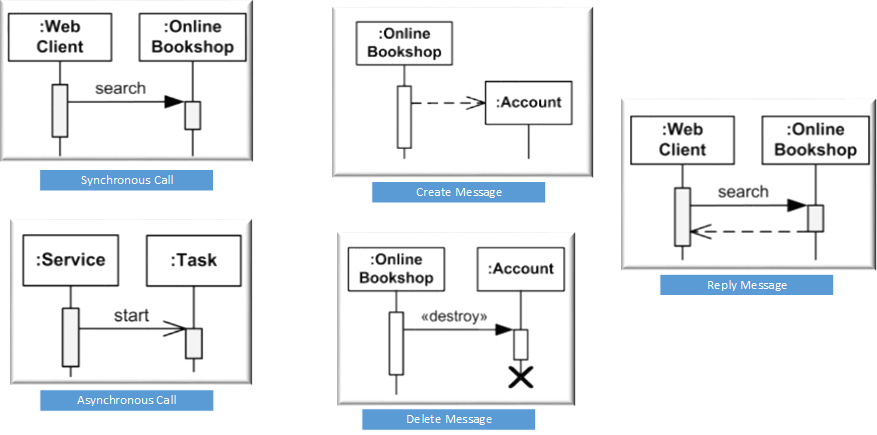 :Web
Client
:Online
Bookshop
search
Synchronous Call
:Online
Bookshop
:Account
Create Message
:Web
Client
:Online
Bookshop
search
Reply Message
:Service
:Task
start
Asynchronous Call
:Online
Bookshop
:Account
«destroy»
Delete Message